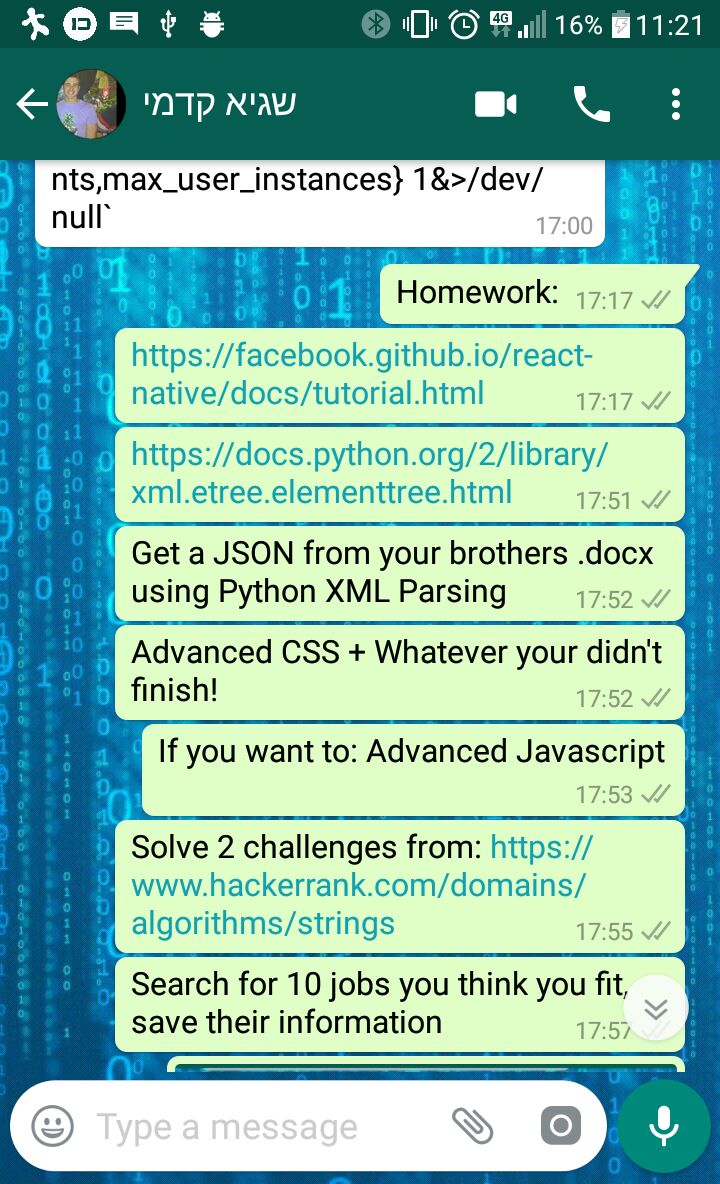 4G
16%
11:21
שגיא קדמי
nts,max_user_instances} 1&>/dev/
null`
17:00
Homework:
17:17
https://facebook.github.io/react-
native/docs/tutorial.html
17:17
https://docs.python.org/2/library/
xml.etree.elementtree.html
17:51
Get a JSON from your brothers .docx
using Python XML Parsing
17:52
Advanced CSS + Whatever your didn't
finish!
17:52
If you want to: Advanced Javascript
17:53
Solve 2 challenges from: https://
www.hackerrank.com/domains/
algorithms/strings
17:55
Search for 10 jobs you think you fit,
save their information
17:57
Type a message